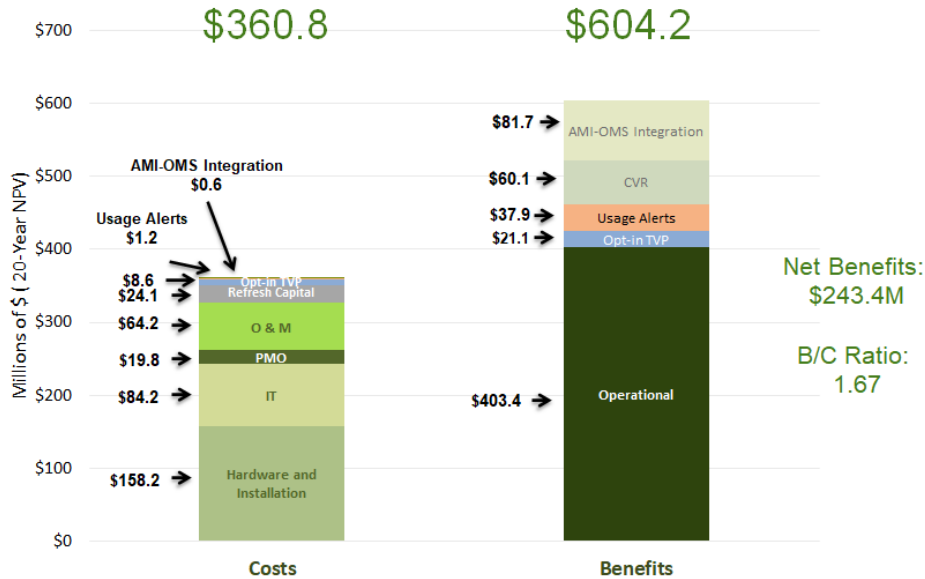 $360.8
$604.2
Millions of $ ( 20-Year NPV)
$700
$600
$500
$400
$300
$200
$100
$0
AMI-OMS Integration
$0.6
Usage Alerts
$1.2
$8.6
Opt-in TVP
$24.1
Refresh Capital
$64.2
O & M
$19.8
PMO
$84.2
IT
$158.2
Hardware and
Installation
Costs
$81.7
AMI-OMS Integration
$60.1
CVR
$37.9
Usage Alerts
$21.1
Opt-in TVP
$403.4
Operational
Benefits
Net Benefits:
$243.4M
B/C Ratio:
1.67